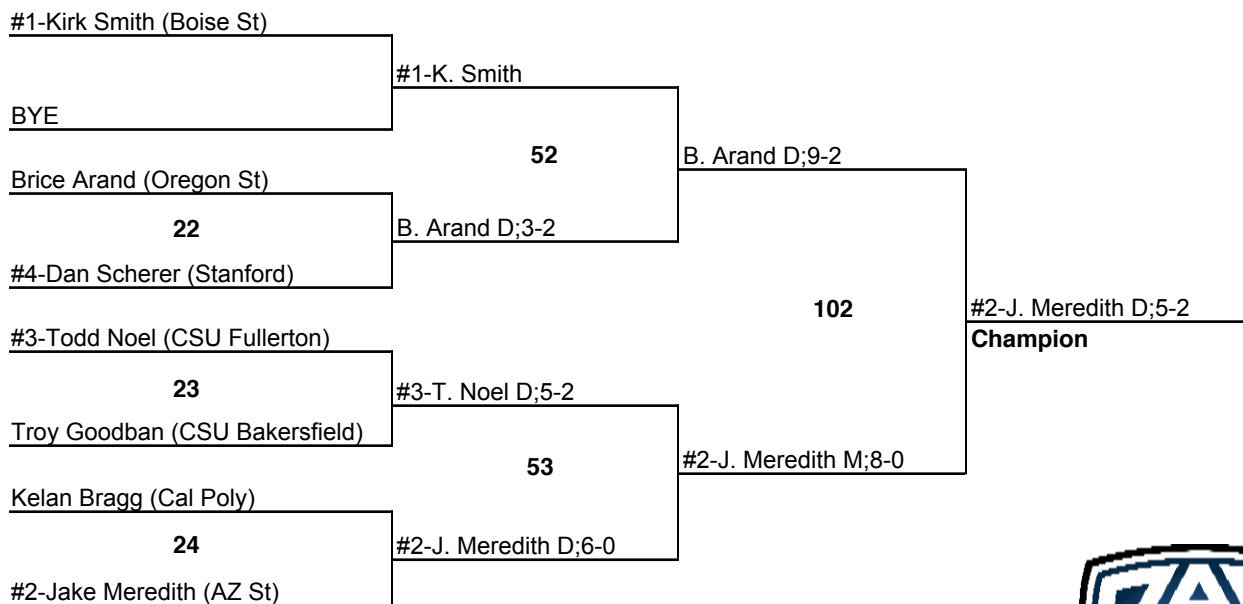 #1-Kirk Smith (Boise St)
#1-K. Smith
BYE
52
B. Arand D;9-2
Brice Arand (Oregon St)
22
B. Arand D;3-2
#4-Dan Scherer (Stanford)
102
#2-J. Meredith D;5-2
Champion
#3-Todd Noel (CSU Fullerton)
23
#3-T. Noel D;5-2
Troy Goodban (CSU Bakersfield)
53
#2-J. Meredith M;8-0
Kelan Bragg (Cal Poly)
24
#2-J. Meredith D;6-0
#2-Jake Meredith (AZ St)